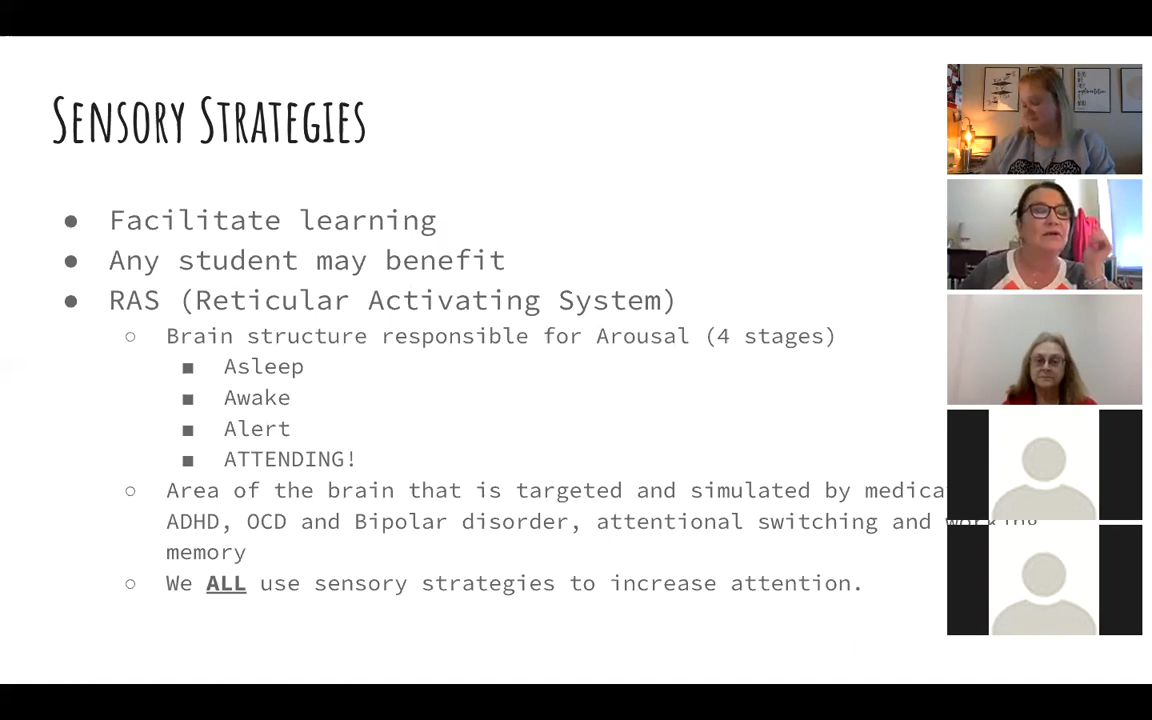 Sensory Strategies
● Facilitate learning
● Any student may benefit
● RAS (Reticular Activating System)
○ Brain structure responsible for Arousal (4 stages)
■ Asleep
■ Awake
■ Alert
■ ATTENDING!
○ Area of the brain that is targeted and simulated by
ADHD, OCD and Bipolar disorder, attentional switching and working
memory
○ We ALL use sensory strategies to increase attention.